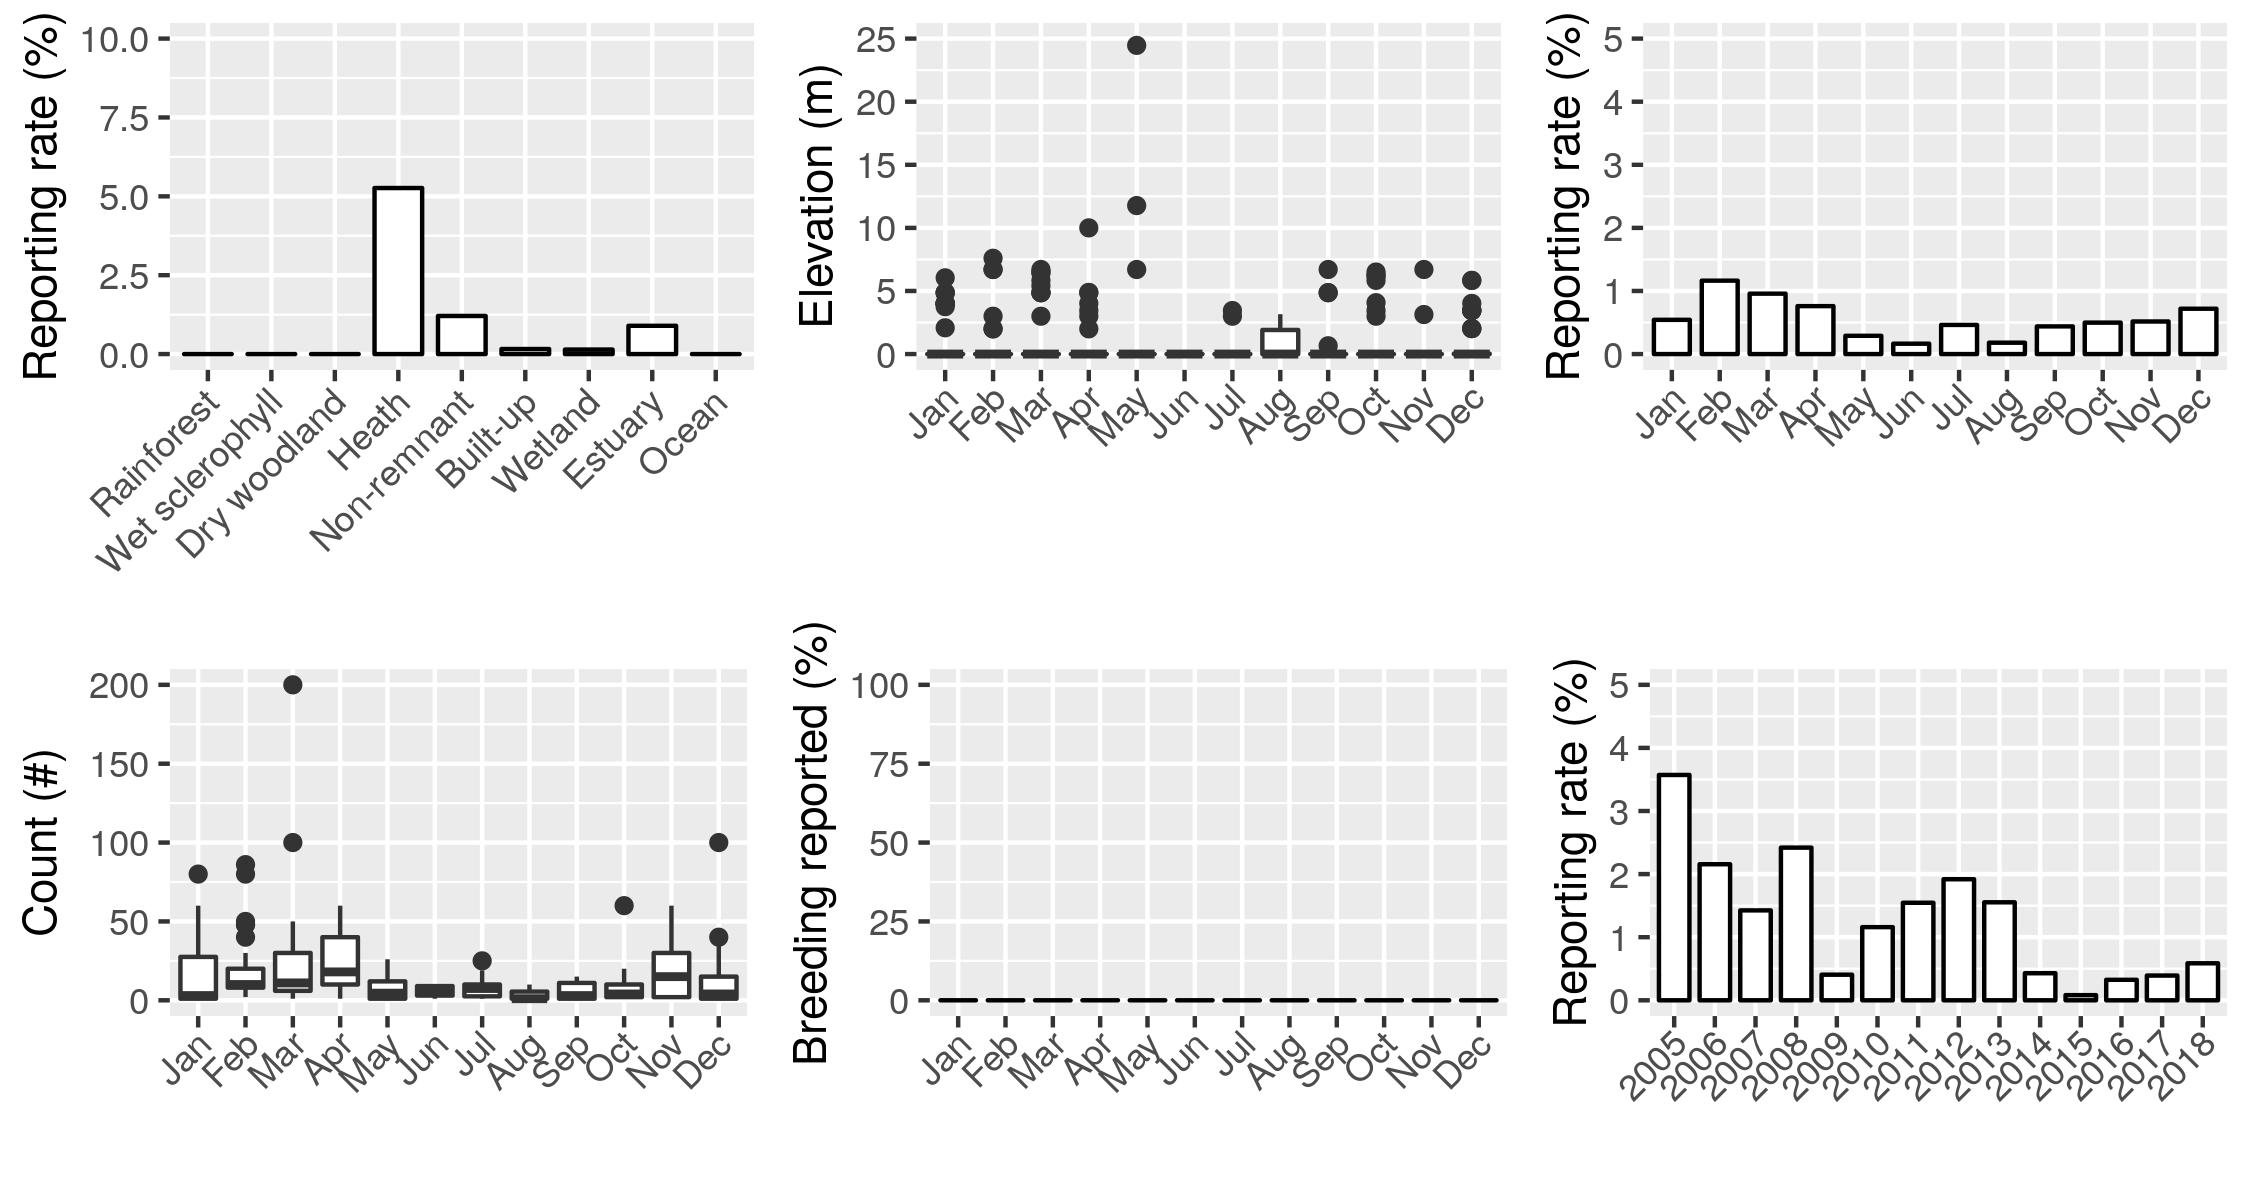 Reporting rate (%)
10.0
7.5
5.0
2.5
0.0
Rainforest
Wet sclerophyll
Dry woodland
Heath
Non-remnant
Built-up
Wetland
Estuary
Ocean
Elevation (m)
25
20
15
10
5
0
Jan
Feb
Mar
Apr
May
Jun
Jul
Aug
Sep
Oct
Nov
Dec
Reporting rate (%)
5
4
3
2
1
0
Jan
Feb
Mar
Apr
May
Jun
Jul
Aug
Sep
Oct
Nov
Dec
Count (#)
200
150
100
50
0
Jan
Feb
Mar
Apr
May
Jun
Jul
Aug
Sep
Oct
Nov
Dec
Breeding reported (%)
100
75
50
25
0
Jan
Feb
Mar
Apr
May
Jun
Jul
Aug
Sep
Oct
Nov
Dec
Reporting rate (%)
5
4
3
2
1
0
2005
2006
2007
2008
2009
2010
2011
2012
2013
2014
2015
2016
2017
2018